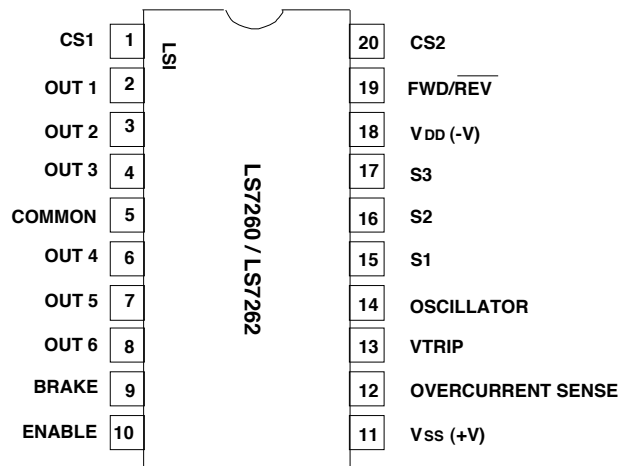 CS1 1 LSI 20 CS2
OUT 1 2 19 FWD/REV
OUT 2 3 18 VDD (-V)
OUT 3 4 17 S3
COMMON 5 16 S2
OUT 4 6 15 S1
OUT 5 7 14 OSCILLATOR
OUT 6 8 13 VTRIP
BRAKE 9 12 OVERCURRENT SENSE
ENABLE 10 11 VSS (+V)
LS7260 / LS7262